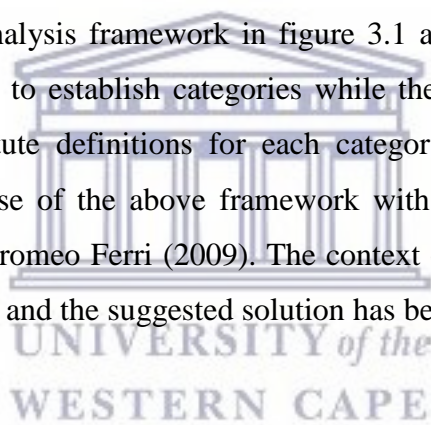 nalysis framework in figure 3.1 a
to establish categories while the
tute definitions for each categor
se of the above framework with
romeo Ferri (2009). The context
and the suggested solution has be
UNIVERSITY of the
WESTERN CAPE